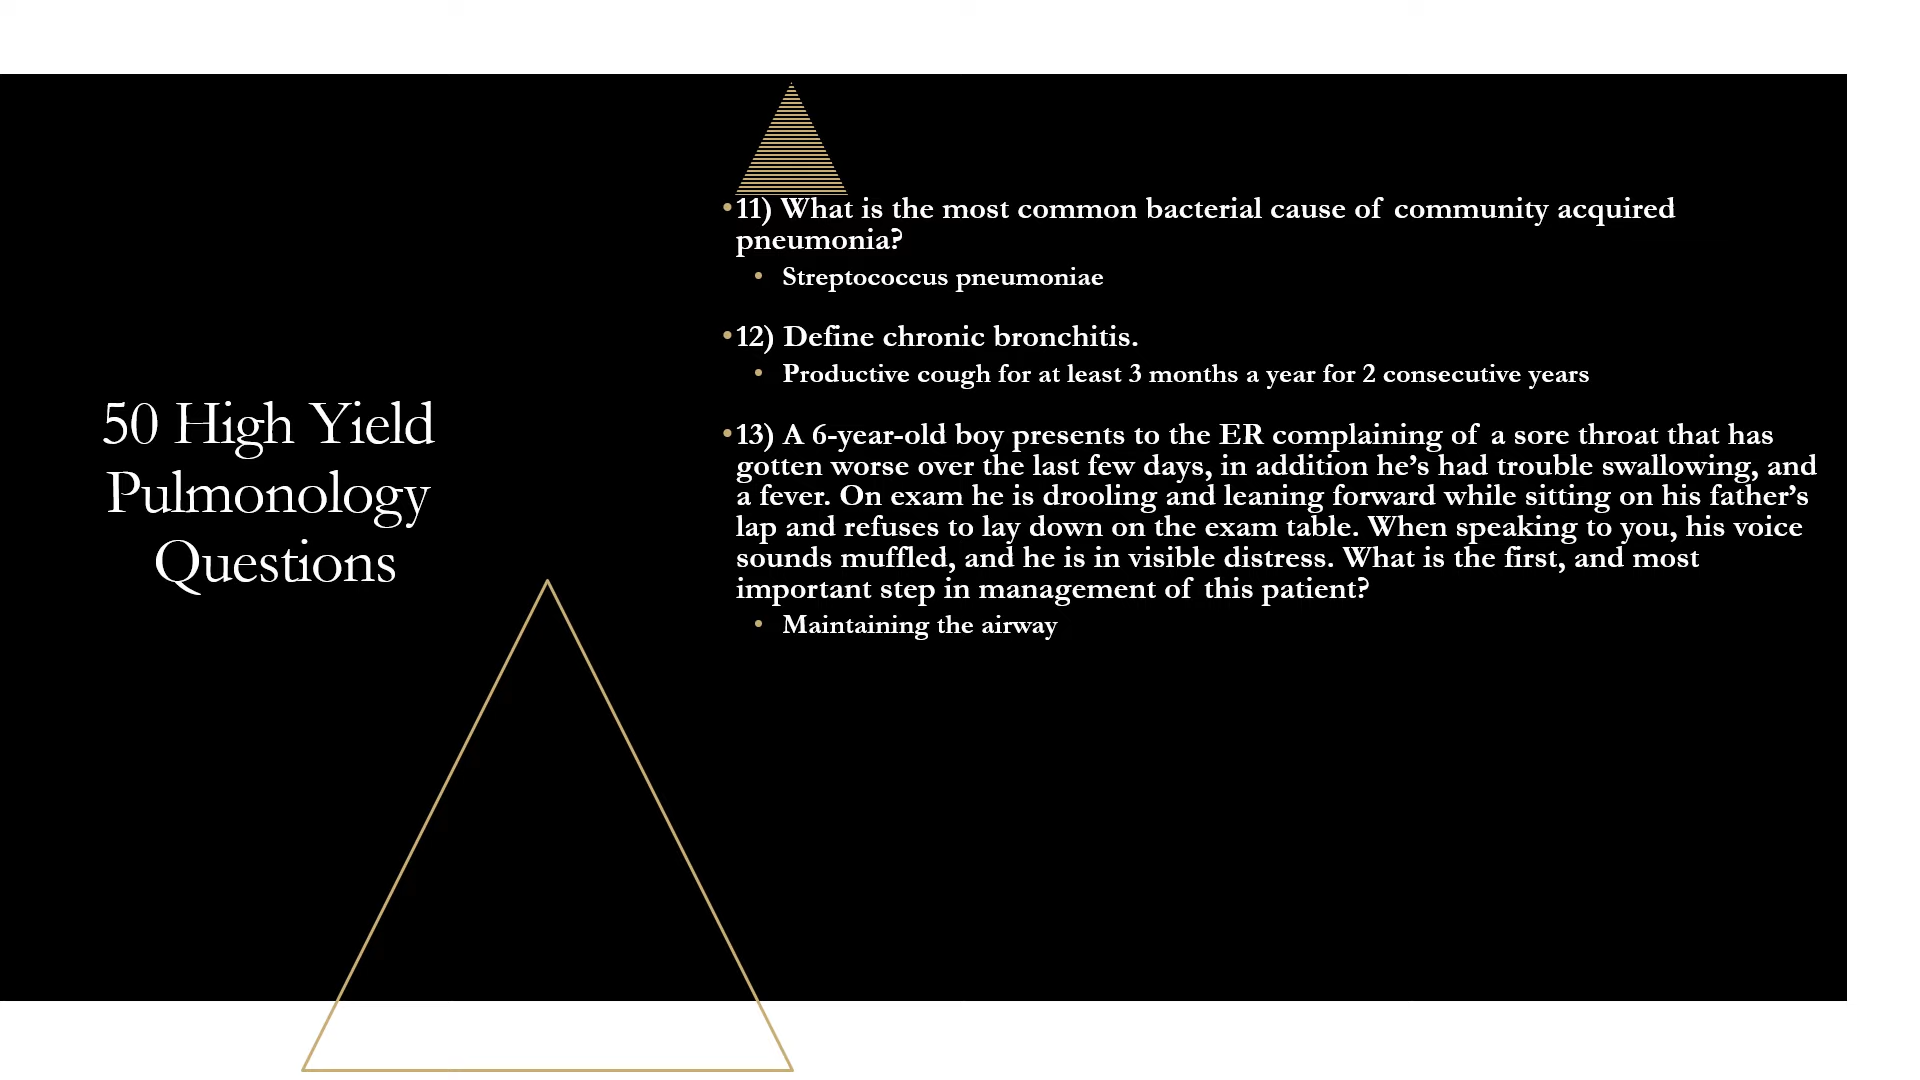 50 High Yield
Pulmonology
Questions
•11) What is the most common bacterial cause of community acquired
pneumonia?
• Streptococcus pneumoniae
•12) Define chronic bronchitis.
• Productive cough for at least 3 months a year for 2 consecutive years
•13) A 6-year-old boy presents to the ER complaining of a sore throat that has
gotten worse over the last few days, in addition he’s had trouble swallowing, and
a fever. On exam he is drooling and leaning forward while sitting on his father’s
lap and refuses to lay down on the exam table. When speaking to you, his voice
sounds muffled, and he is in visible distress. What is the first, and most
important step in management of this patient?
• Maintaining the airway